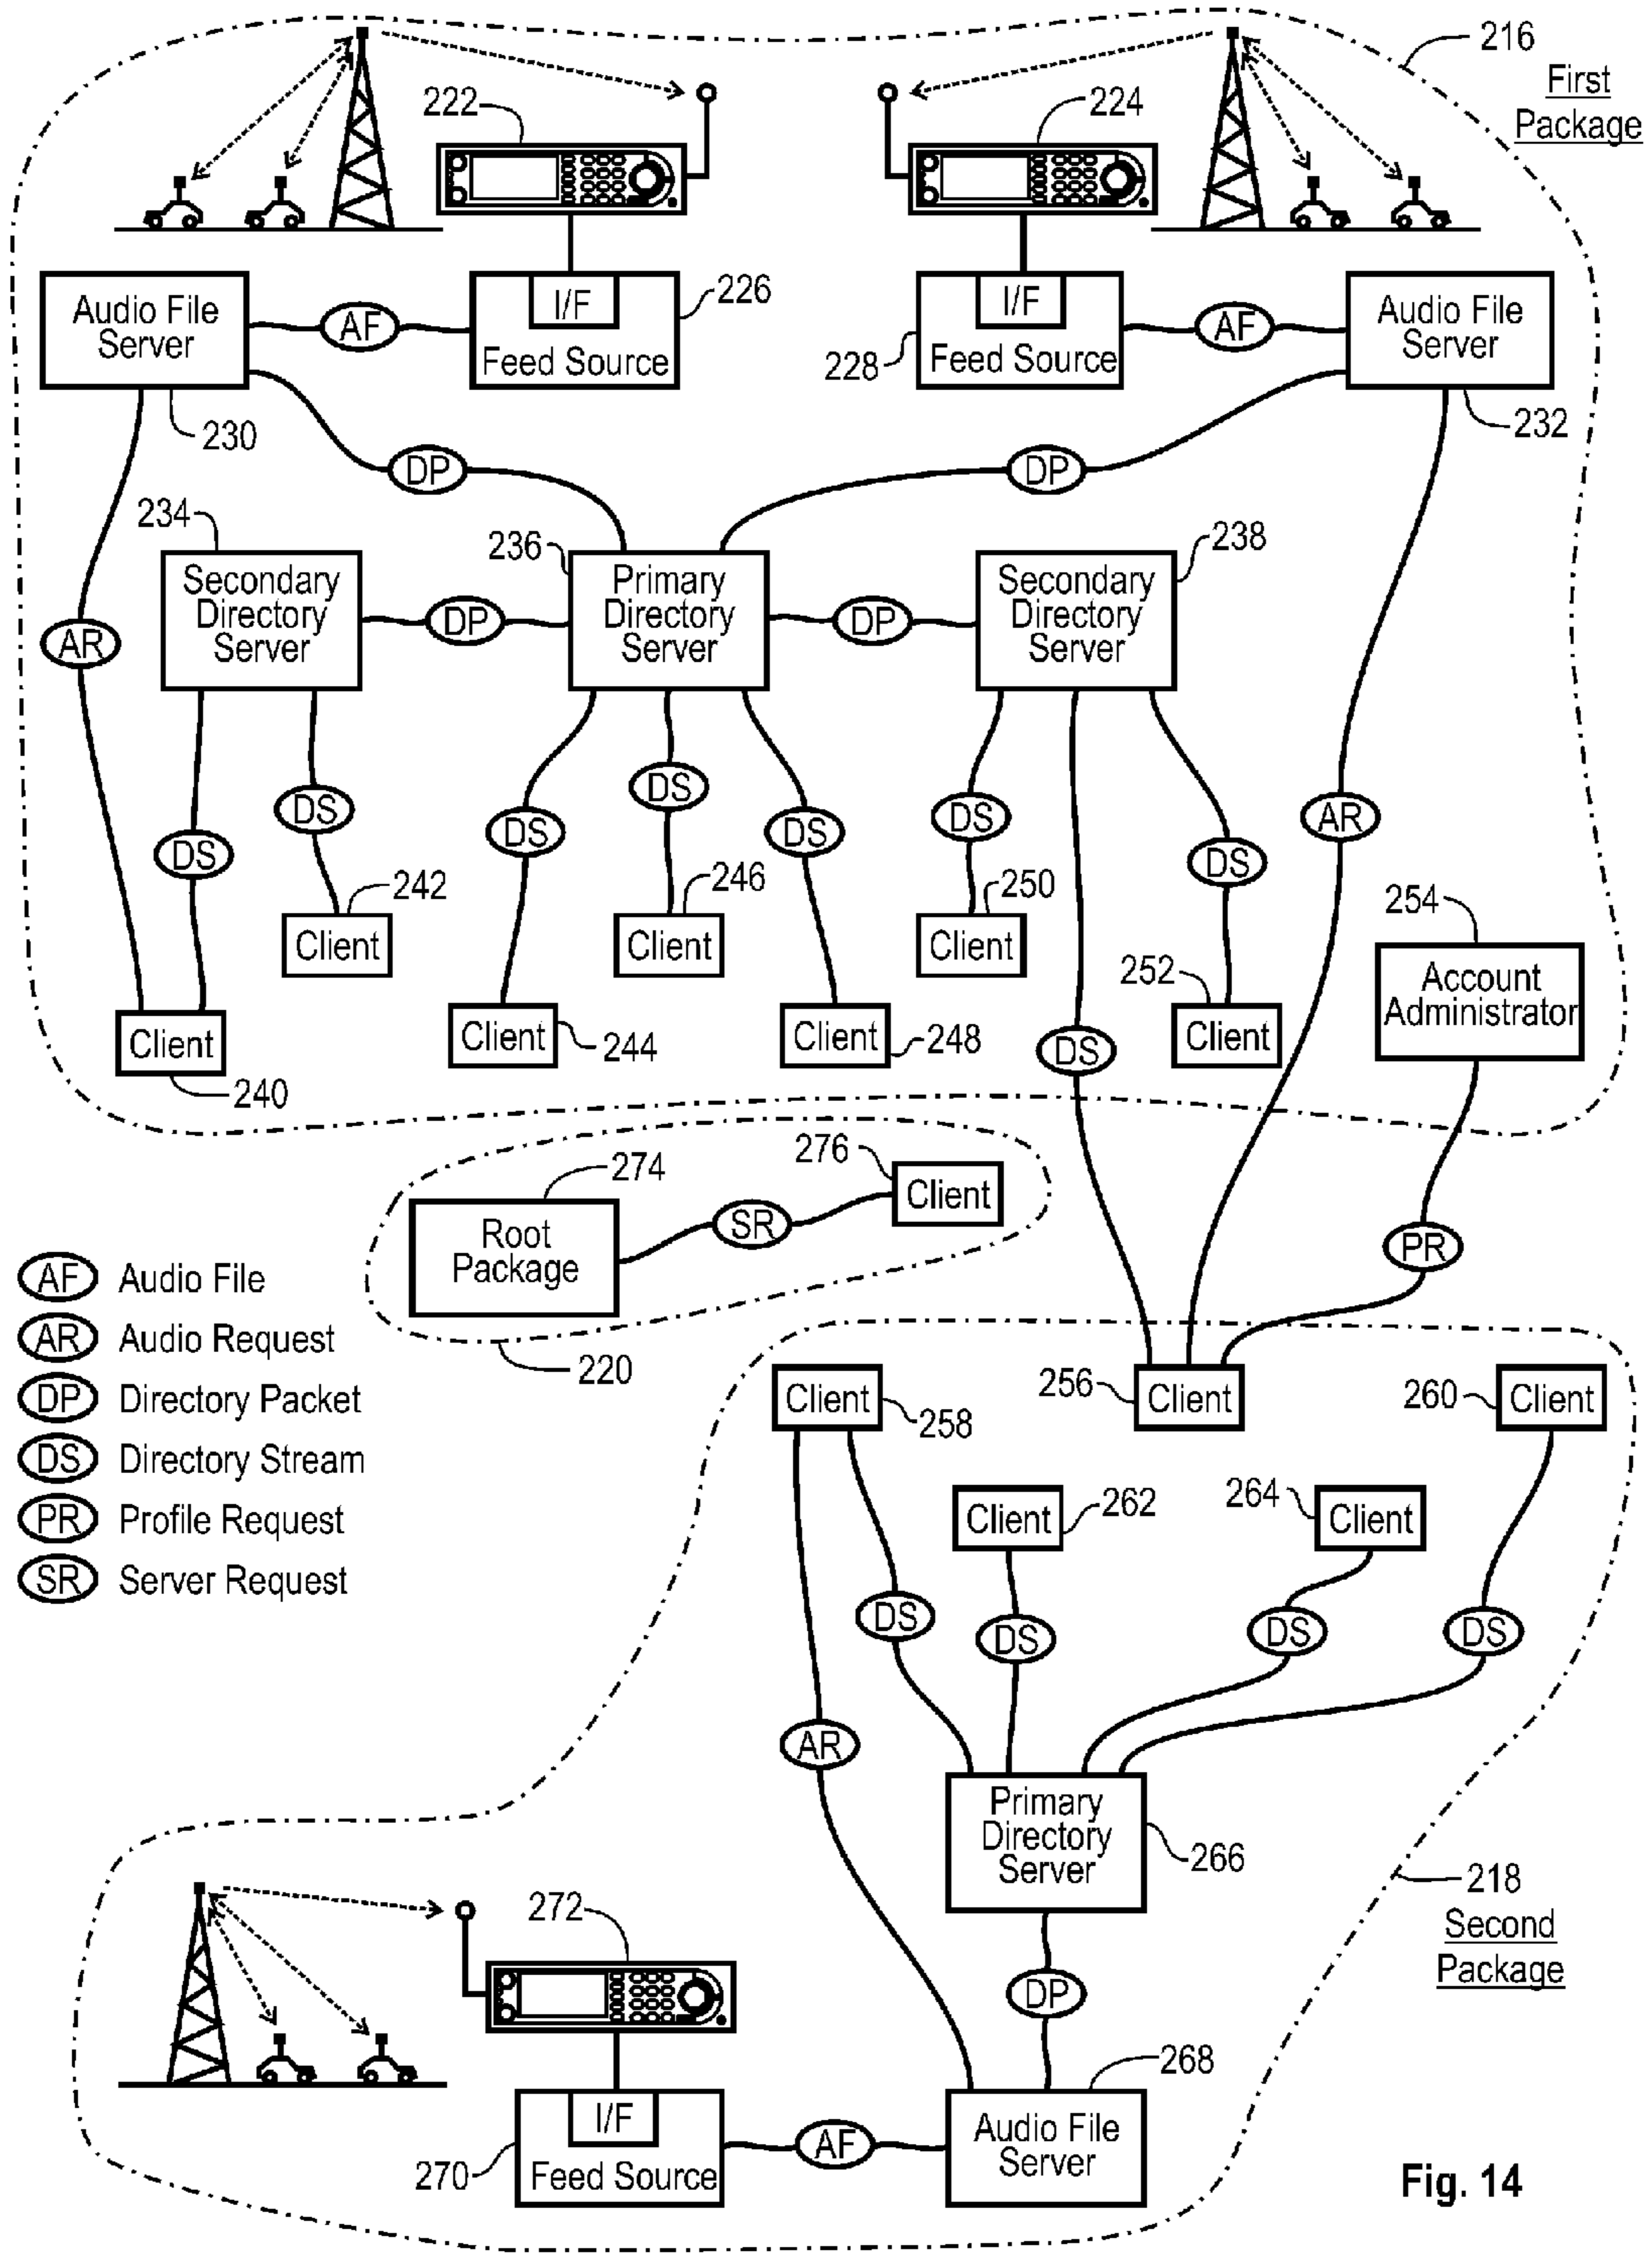 216
First
Package
222
224
I/F
Feed Source
226
I/F
Feed Source
228
Audio File
Server
230
AF
AF
Audio File
Server
232
DP
DP
234
Secondary
Directory
Server
236
Primary
Directory
Server
238
Secondary
Directory
Server
DP
DP
AR
DS
DS
DS
DS
DS
DS
DS
AR
242
Client
246
Client
250
Client
254
Account
Administrator
252
Client
Client
240
Client
244
Client
248
DS
274
Root
Package
SR
276
Client
220
PR
AF Audio File
AR Audio Request
DP Directory Packet
DS Directory Stream
PR Profile Request
SR Server Request
Client
258
256
Client
260
Client
Client
262
264
Client
DS
DS
DS
DS
AR
Primary
Directory
Server
266
218
Second
Package
272
DP
268
I/F
Feed Source
270
AF
Audio File
Server
Fig. 14